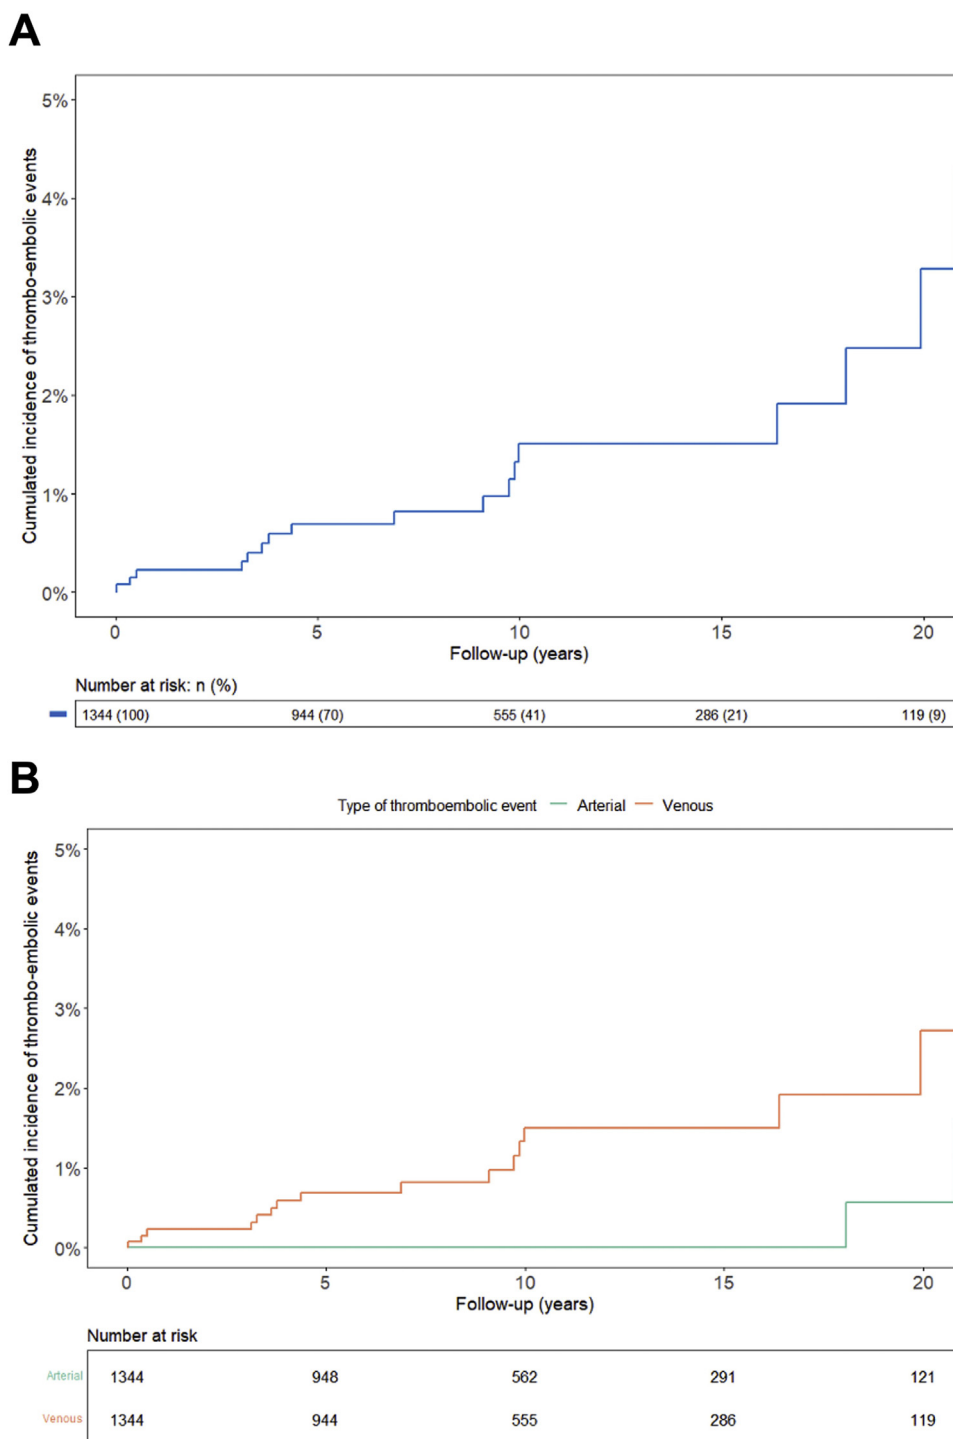 A
Cumulated incidence of thrombo-embolic events
5%
4%
3%
2%
1%
0%
0 5 10 15 20
Follow-up (years)
Number at risk: n (%)
1344 (100) 944 (70) 555 (41) 286 (21) 119 (9)
B
Type of thromboembolic event Arterial Venous
Cumulated incidence of thrombo-embolic events
5%
4%
3%
2%
1%
0%
0 5 10 15 20
Follow-up (years)
Number at risk
Arterial 1344 948 562 291 121
Venous 1344 944 555 286 119